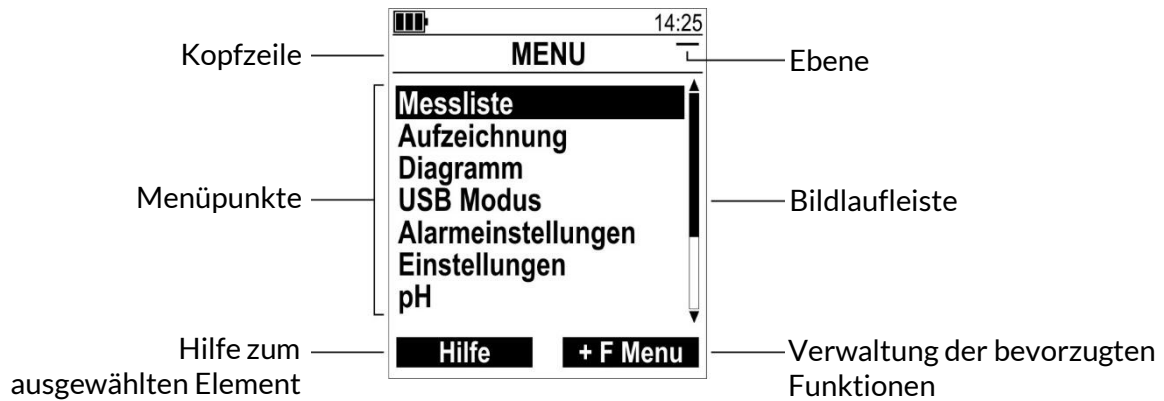 14:25
Kopfzeile
MENU
Ebene
Messliste
Aufzeichnung
Diagramm
Menüpunkte
USB Modus
Bildlaufleiste
Alarmeinstellungen
Einstellungen
pH
Hilfe zum
ausgewählten Element
Hilfe
+ F Menu
Verwaltung der bevorzugten
Funktionen